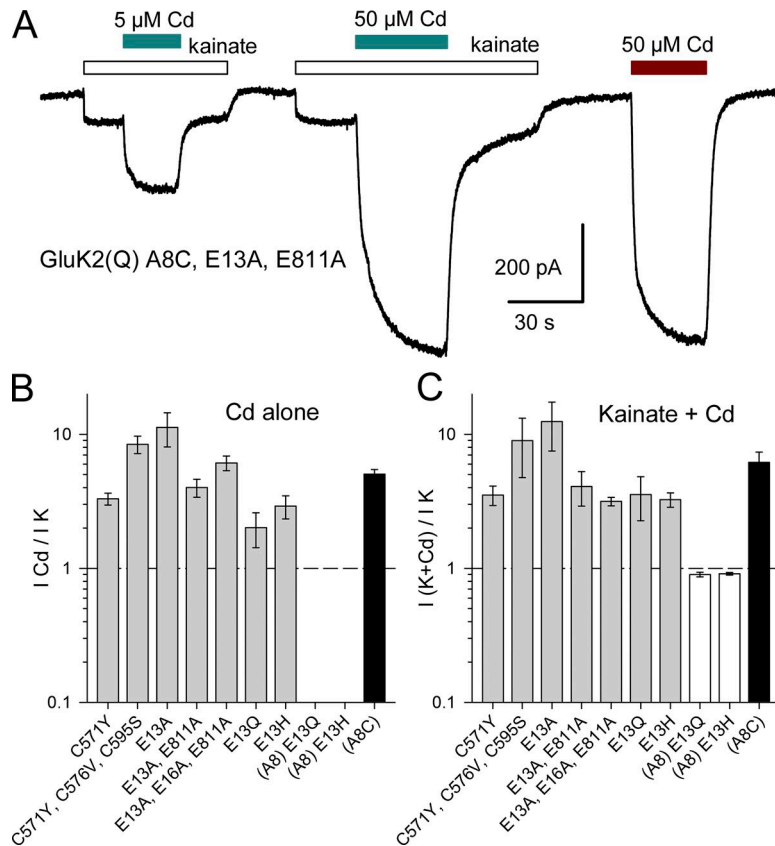 A
5 µM Cd
kainate
50 µM Cd
kainate
50 µM Cd
GluK2(Q) A8C, E13A, E811A
200 pA
30 s
B
Cd alone
I Cd / I K
10
1
0.1
C571Y
C571Y, C576V, C595S
E13A
E13A, E811A
E13A, E16A, E811A
E13Q
E13H
(A8) E13Q
(A8) E13H
(A8C)
C
Kainate + Cd
I (K+Cd) / I K
10
1
0.1
C571Y
C571Y, C576V, C595S
E13A
E13A, E811A
E13A, E16A, E811A
E13Q
E13H
(A8) E13Q
(A8) E13H
(A8C)